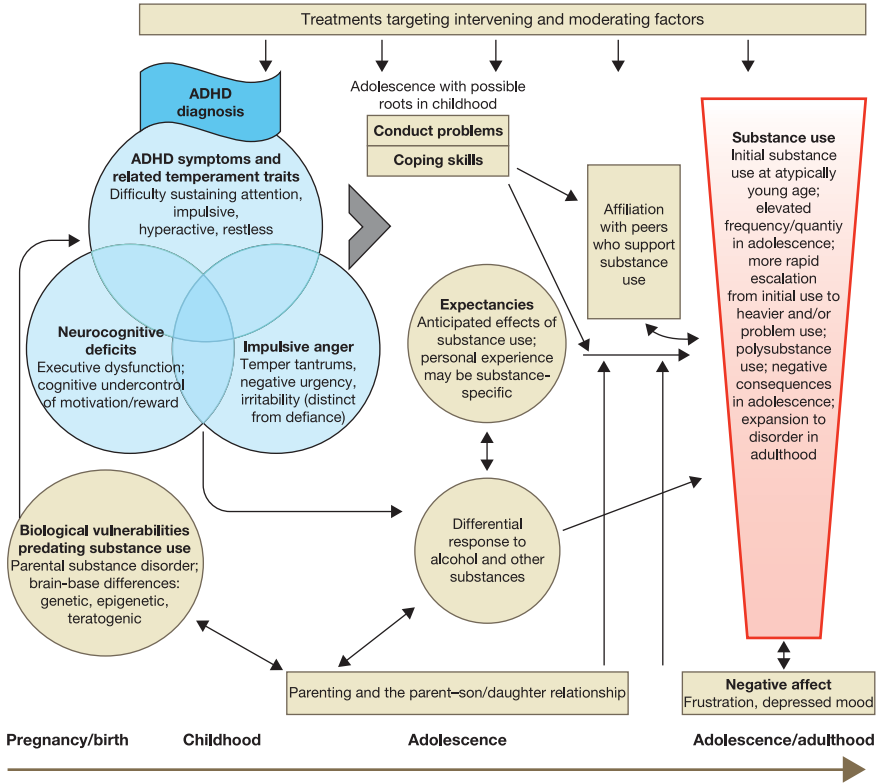 Treatments targeting intervening and moderating factors
ADHD
diagnosis
ADHD symptoms and
related temperament traits
Difficulty sustaining attention,
impulsive,
hyperactive, restless
Neurocognitive
deficits
Executive dysfunction;
cognitive undercontrol
of motivation/reward
Impulsive anger
Temper tantrums,
negative urgency,
irritability (distinct
from defiance)
Biological vulnerabilities
predating substance use
Parental substance disorder;
brain-base differences:
genetic, epigenetic,
teratogenic
Adolescence with possible
roots in childhood
Conduct problems
Coping skills
Affiliation
with peers
who support
substance
use
Expectancies
Anticipated effects of
substance use;
personal experience
may be substance-
specific
Differential
response to
alcohol and other
substances
Parenting and the parent–son/daughter relationship
Substance use
Initial substance
use at atypically
young age;
elevated
frequency/quantiy
in adolescence;
more rapid
escalation
from initial use to
heavier and/or
problem use;
polysubstance
use; negative
consequences
in adolescence;
expansion to
disorder in
adulthood
Negative affect
Frustration, depressed mood
Pregnancy/birth
Childhood
Adolescence
Adolescence/adulthood